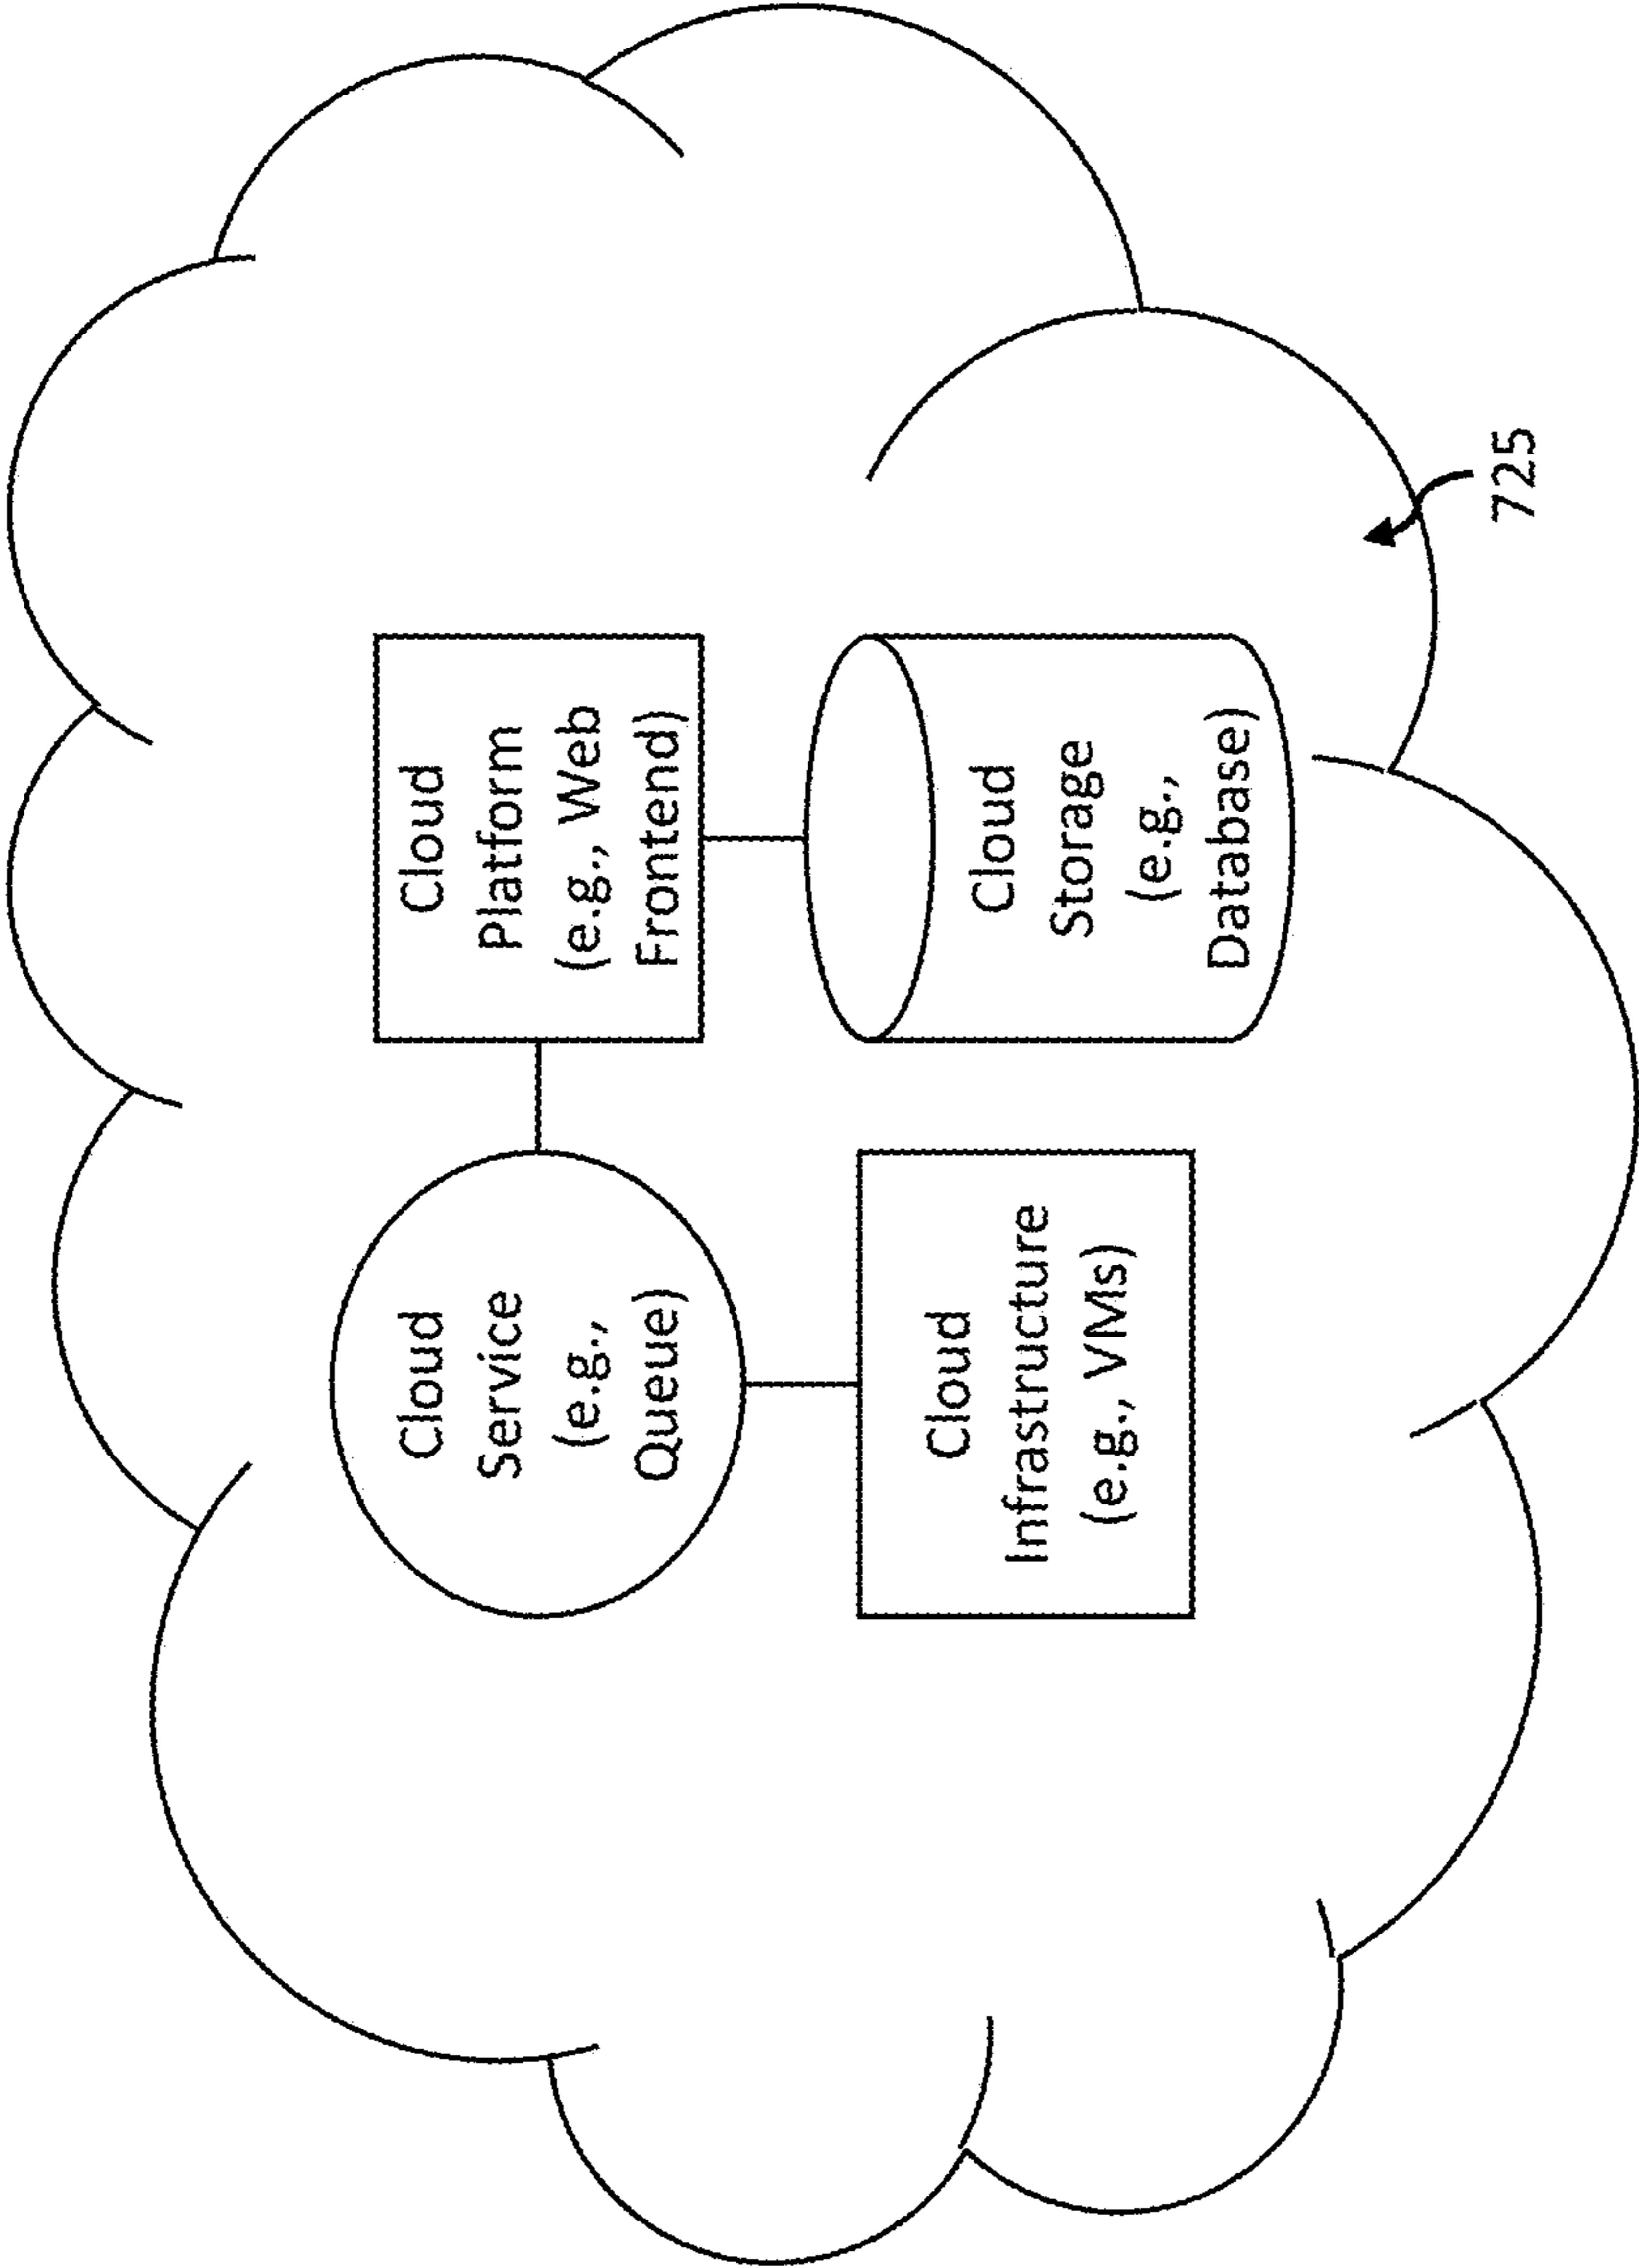 Cloud
Service
(e.g.,
Queue)
Cloud
Platform
(e.g., Web
Frontend)
Cloud
Infrastructure
(e.g., VMs)
Cloud
Storage
(e.g.,
Database)
725